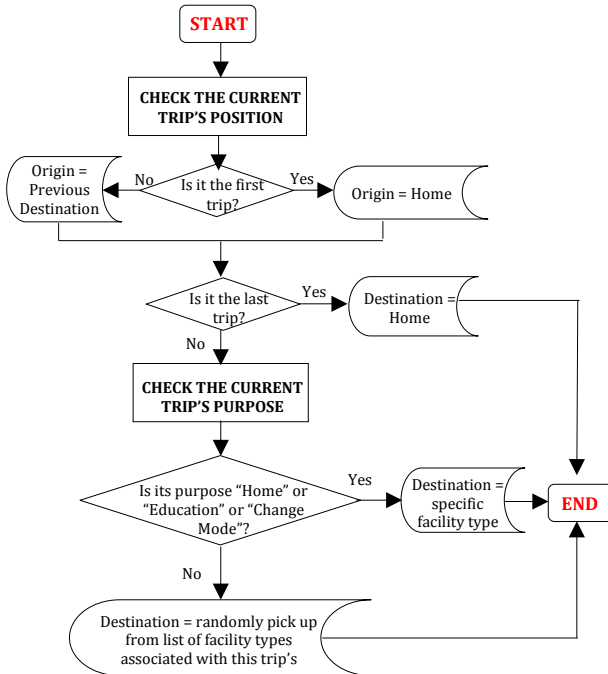 START
CHECK THE CURRENT
TRIP'S POSITION
Origin =
Previous
Destination
No
Is it the first
trip?
Yes
Origin = Home
Is it the last
trip?
Yes
Destination =
Home
No
CHECK THE CURRENT
TRIP'S PURPOSE
Is its purpose “Home” or
“Education” or “Change
Mode”?
Yes
Destination =
specific
facility type
END
No
Destination = randomly pick up
from list of facility types
associated with this trip's